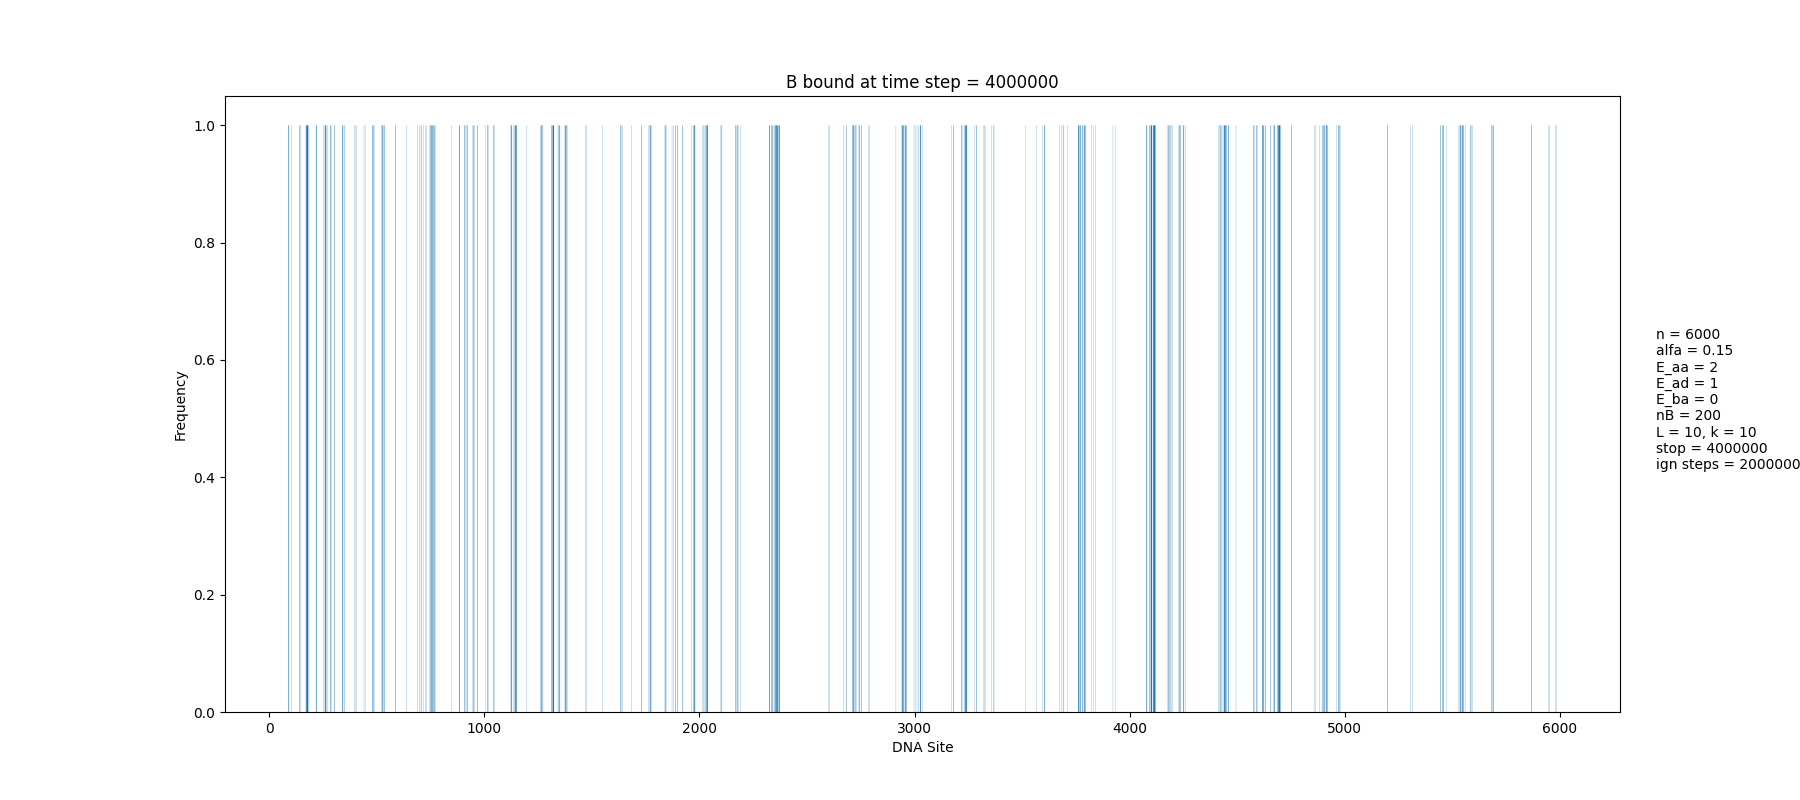 B bound at time step = 4000000
1.0
0.8
0.6
0.4
0.2
0.0
Frequency
0 1000 2000 3000 4000 5000 6000
DNA Site
n = 6000
alfa = 0.15
E_aa = 2
E_ad = 1
E_ba = 0
nB = 200
L = 10, k = 10
stop = 4000000
ign steps = 2000000